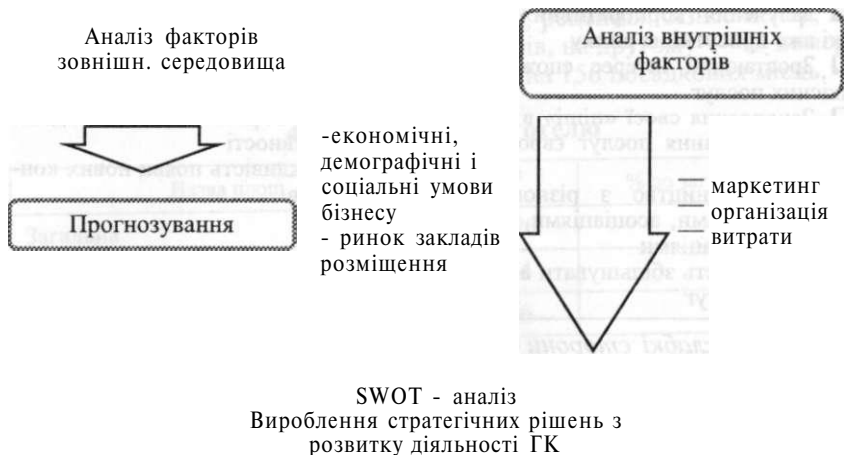 Аналіз факторів
зовнішн. середовища
Аналіз внутрішніх
факторів
-економічні,
демографічні і
соціальні умови
бізнесу
- ринок закладів
розміщення
Прогнозування
— маркетинг
— організація
— витрати
SWOT - аналіз
Вироблення стратегічних рішень з
розвитку діяльності ГК